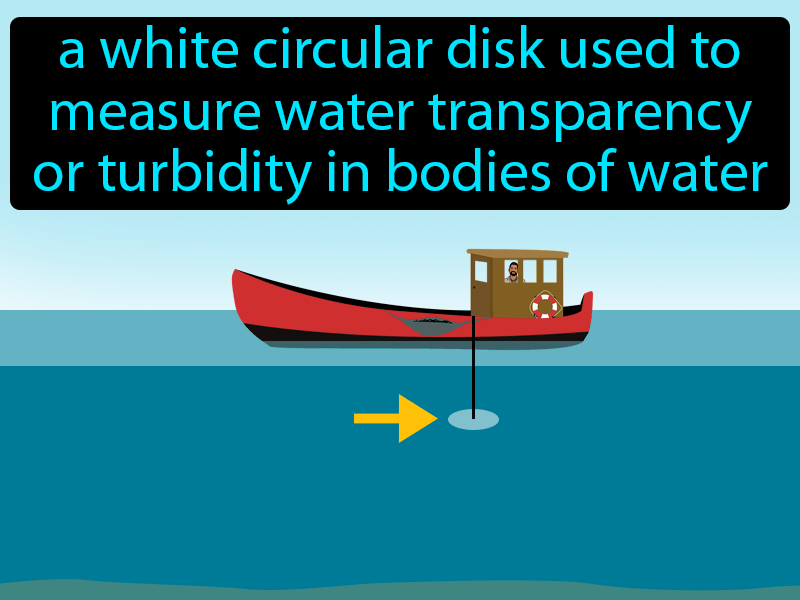 a white circular disk used to
measure water transparency
or turbidity in bodies of water